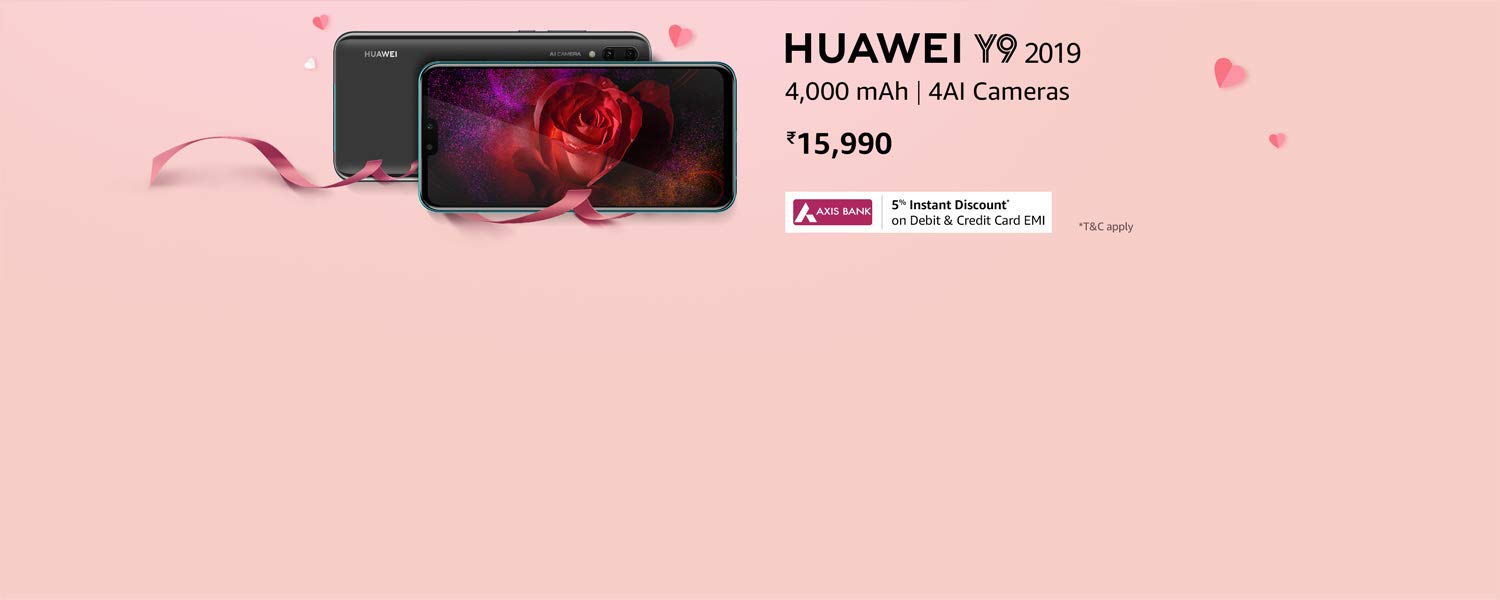 HUAWEI
AI CAMERA
HUAWEI Y9 2019
4,000 mAh | 4AI Cameras
₹15,990
AXIS BANK
5% Instant Discount*
on Debit & Credit Card EMI
*T&C apply